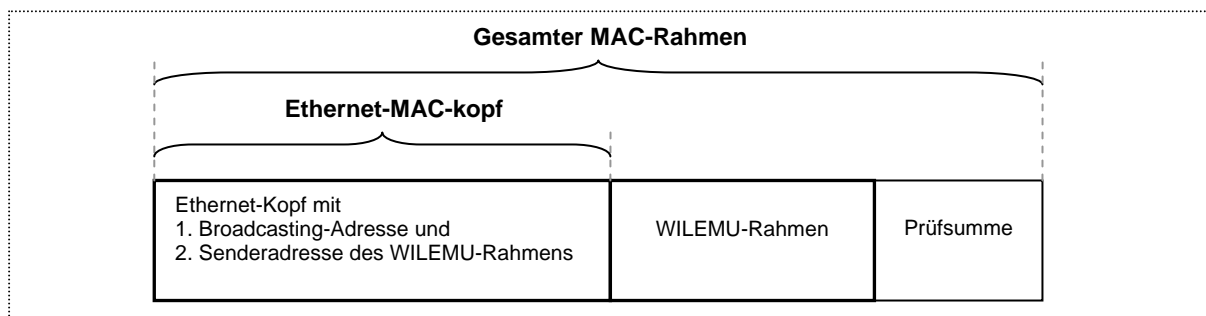 Gesamter MAC-Rahmen
Ethernet-MAC-kopf
Ethernet-Kopf mit
1. Broadcasting-Adresse und
2. Senderadresse des WILEMU-Rahmens
WILEMU-Rahmen
Prüfsumme